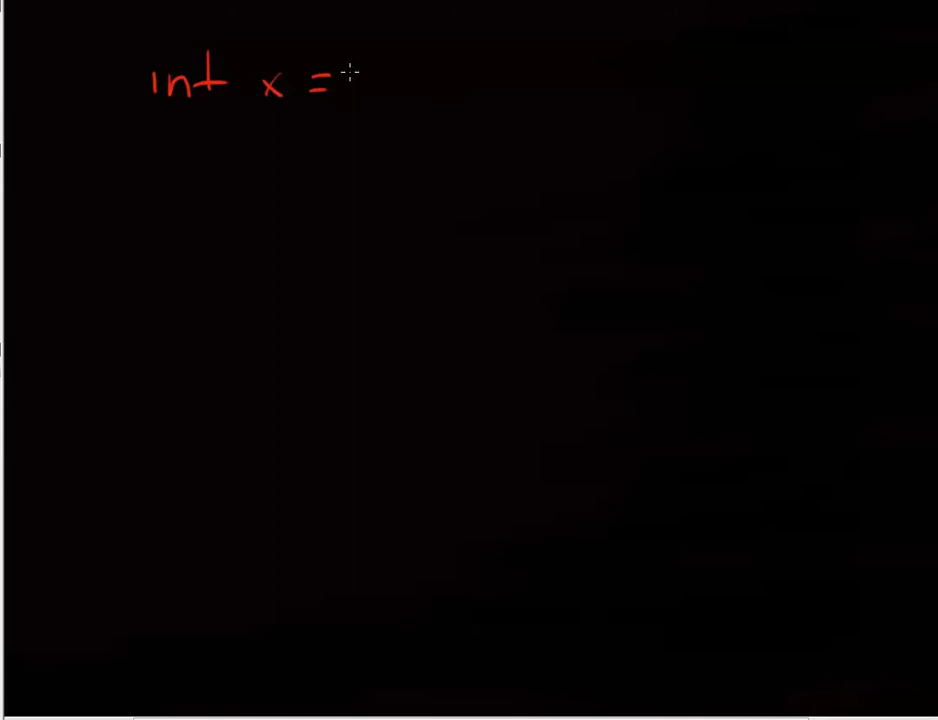 int x =